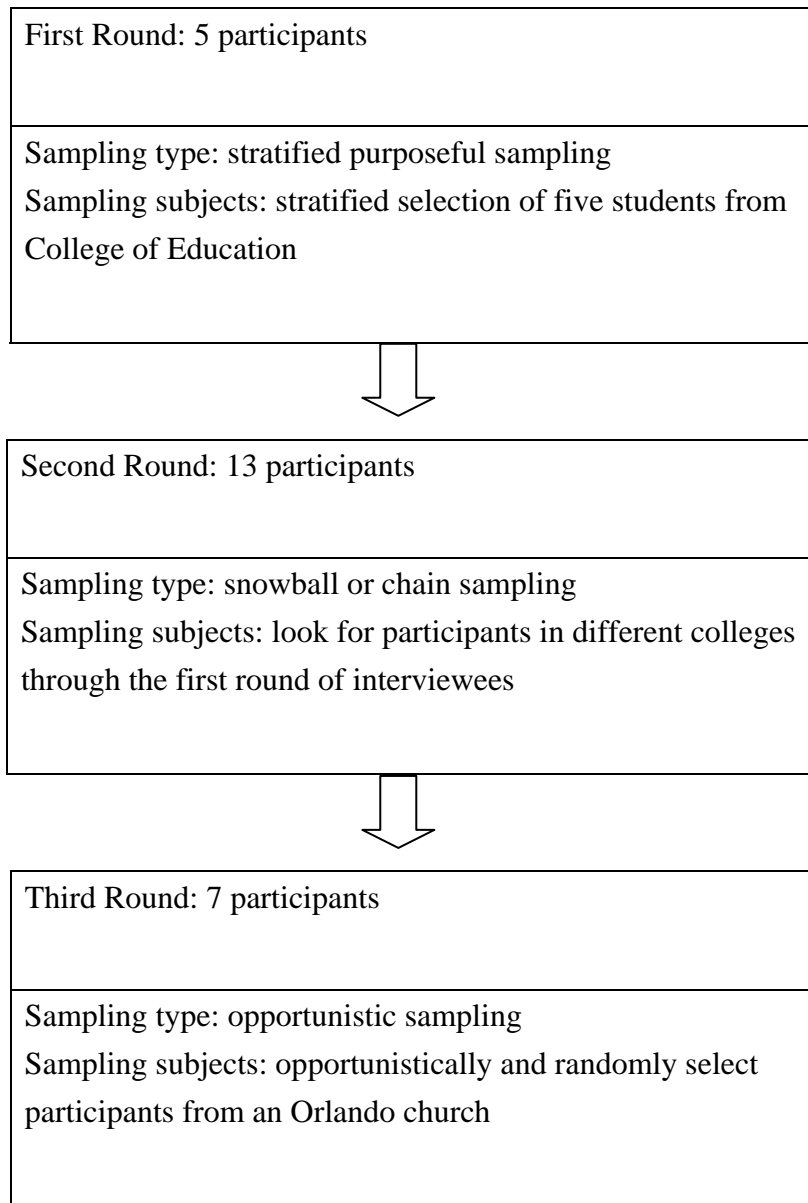 First Round: 5 participants
Sampling type: stratified purposeful sampling
Sampling subjects: stratified selection of five students from
College of Education
Second Round: 13 participants
Sampling type: snowball or chain sampling
Sampling subjects: look for participants in different colleges
through the first round of interviewees
Third Round: 7 participants
Sampling type: opportunistic sampling
Sampling subjects: opportunistically and randomly select
participants from an Orlando church